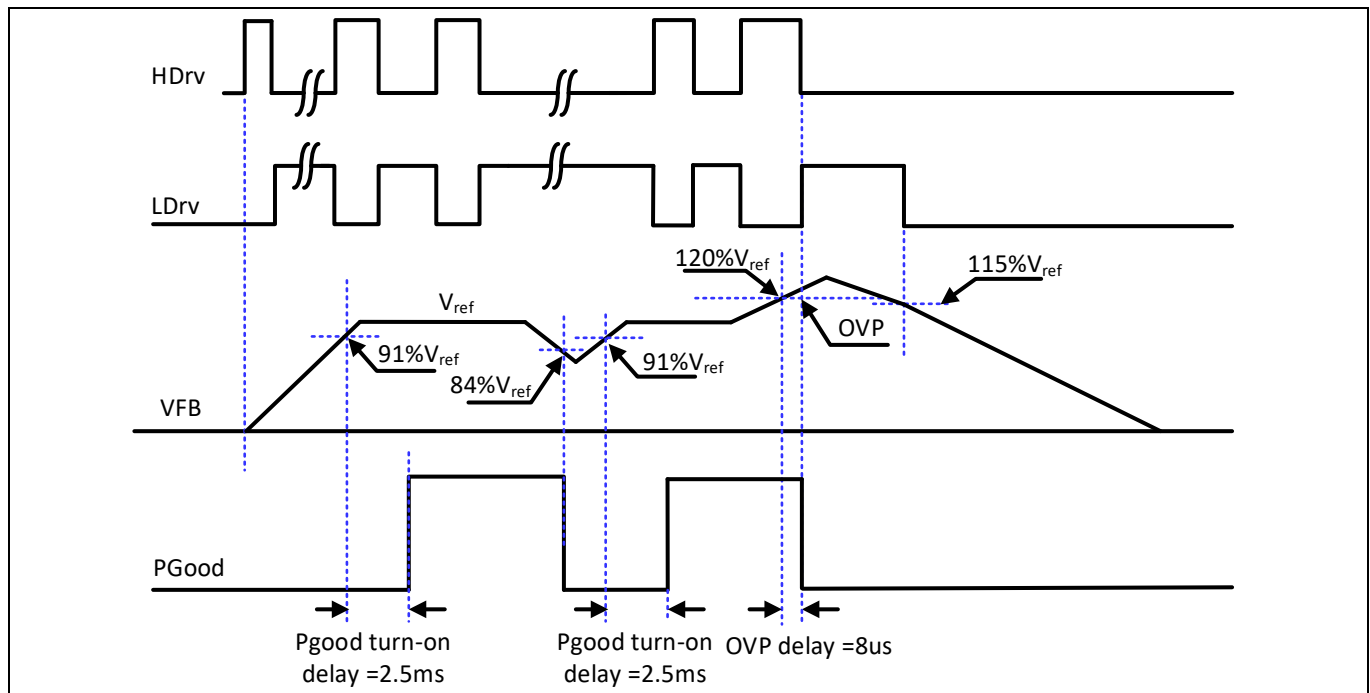 HDrv
LDrv
120%Vref
115%Vref
Vref
OVP
91%Vref
91%Vref
84%Vref
VFB
PGood
Pgood turn-on
delay =2.5ms
Pgood turn-on
delay =2.5ms
OVP delay =8us